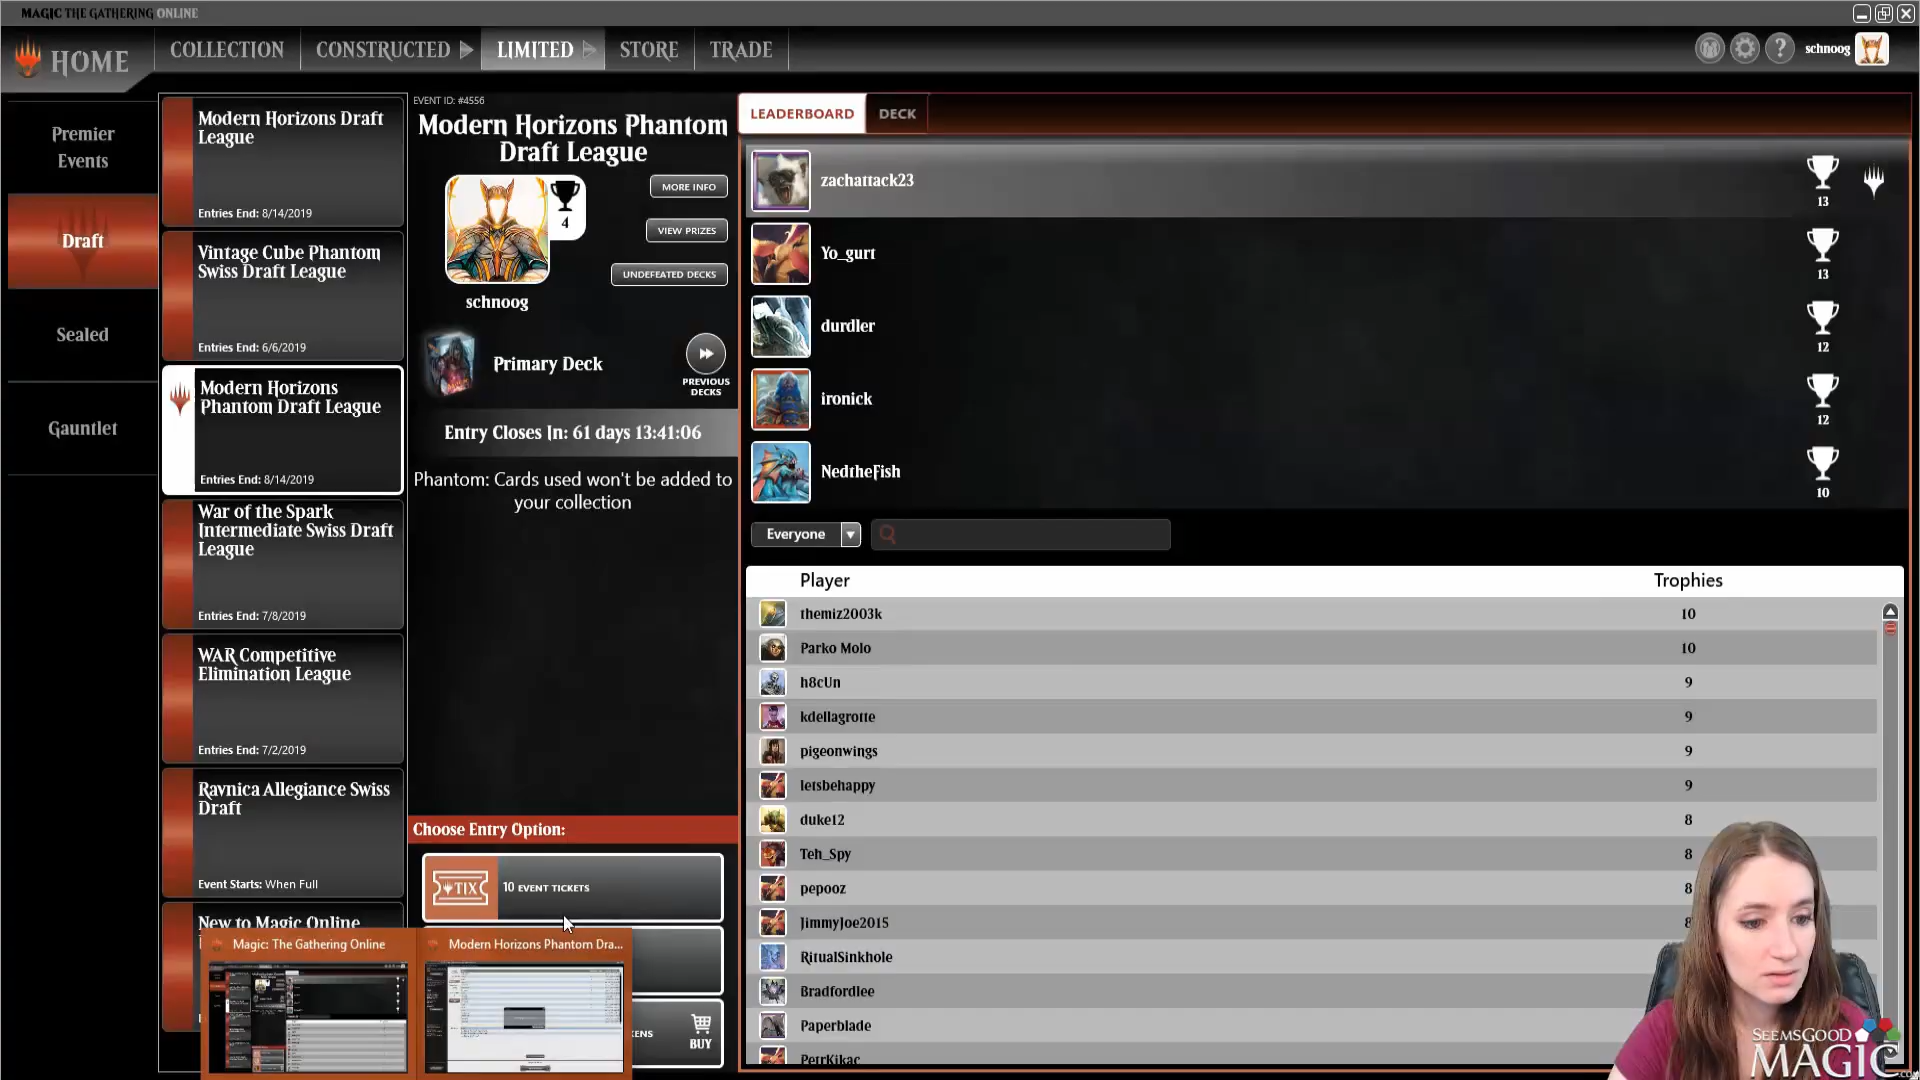 MAGIC THE GATHERING ONLINE
HOME
COLLECTION
CONSTRUCTED
LIMITED
STORE
TRADE
schnoog
Premier
Events
Draft
Sealed
Gauntlet
Modern Horizons Draft
League
Entries End: 8/14/2019
Vintage Cube Phantom
Swiss Draft League
Entries End: 6/6/2019
Modern Horizons
Phantom Draft League
Entries End: 8/14/2019
War of the Spark
Intermediate Swiss Draft
League
Entries End: 7/8/2019
WAR Competitive
Elimination League
Entries End: 7/2/2019
Ravnica Allegiance Swiss
Draft
Event Starts: When Full
New to Magic Online
EVENT ID: #4556
Modern Horizons Phantom
Draft League
4
schnoog
MORE INFO
VIEW PRIZES
UNDEFEATED DECKS
Primary Deck
PREVIOUS
DECKS
Entry Closes In: 61 days 13:41:06
Phantom: Cards used won't be added to
your collection
Choose Entry Option:
TIX
10 EVENT TICKETS
BUY
Magic: The Gathering Online
Modern Horizons Phantom Dra...
LEADERBOARD
DECK
zachattack23
13
Yo_gurt
13
durdler
12
ironick
12
NedtheFish
10
Everyone
Player Trophies
themiz2003k 10
Parko Molo 10
h8cUn 9
kdellagrotte 9
pigeonwings 9
letsbehappy 9
duke12 8
Teh_Spy 8
pepooz 8
JimmyJoe2015 8
RitualSinkhole
Bradfordlee
Paperblade
PetrKikac
SEEMSGOOD
MAGIC.COM